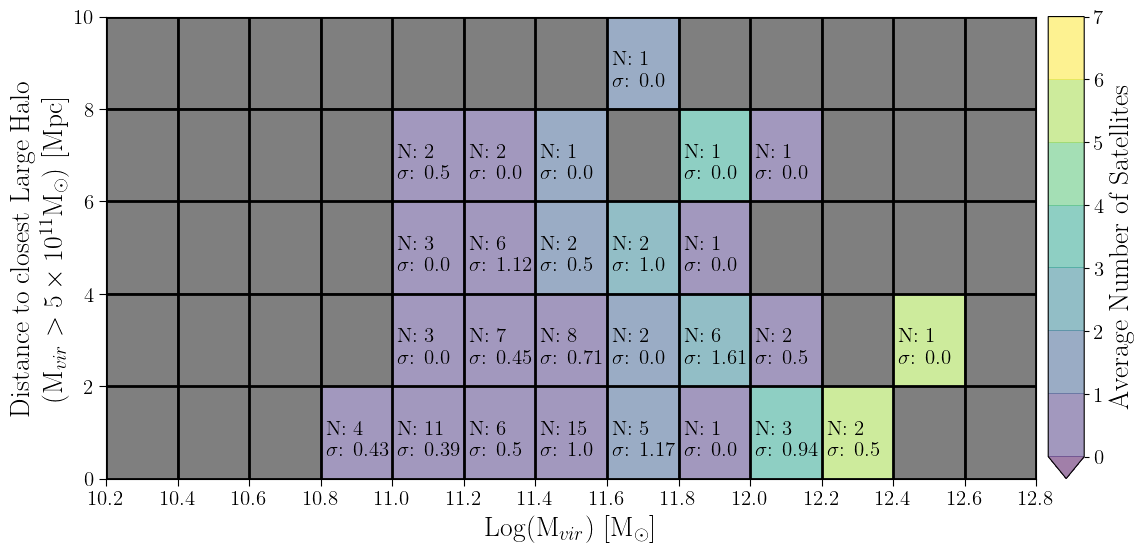 10
8
6
4
2
0
Distance to closest Large Halo
(M_vir > 5 × 10^11 M_⊙) [Mpc]
N: 1
σ: 0.0
N: 2
σ: 0.5
N: 2
σ: 0.0
N: 1
σ: 0.0
N: 1
σ: 0.0
N: 1
σ: 0.0
N: 3
σ: 0.0
N: 6
σ: 1.12
N: 2
σ: 0.5
N: 2
σ: 1.0
N: 1
σ: 0.0
N: 3
σ: 0.0
N: 7
σ: 0.45
N: 8
σ: 0.71
N: 2
σ: 0.0
N: 6
σ: 1.61
N: 2
σ: 0.5
N: 1
σ: 0.0
N: 4
σ: 0.43
N: 11
σ: 0.39
N: 6
σ: 0.5
N: 15
σ: 1.0
N: 5
σ: 1.17
N: 1
σ: 0.0
N: 3
σ: 0.94
N: 2
σ: 0.5
10.2 10.4 10.6 10.8 11.0 11.2 11.4 11.6 11.8 12.0 12.2 12.4 12.6 12.8
Log(M_vir) [M_⊙]
7
6
5
4
3
2
1
0
Average Number of Satellites